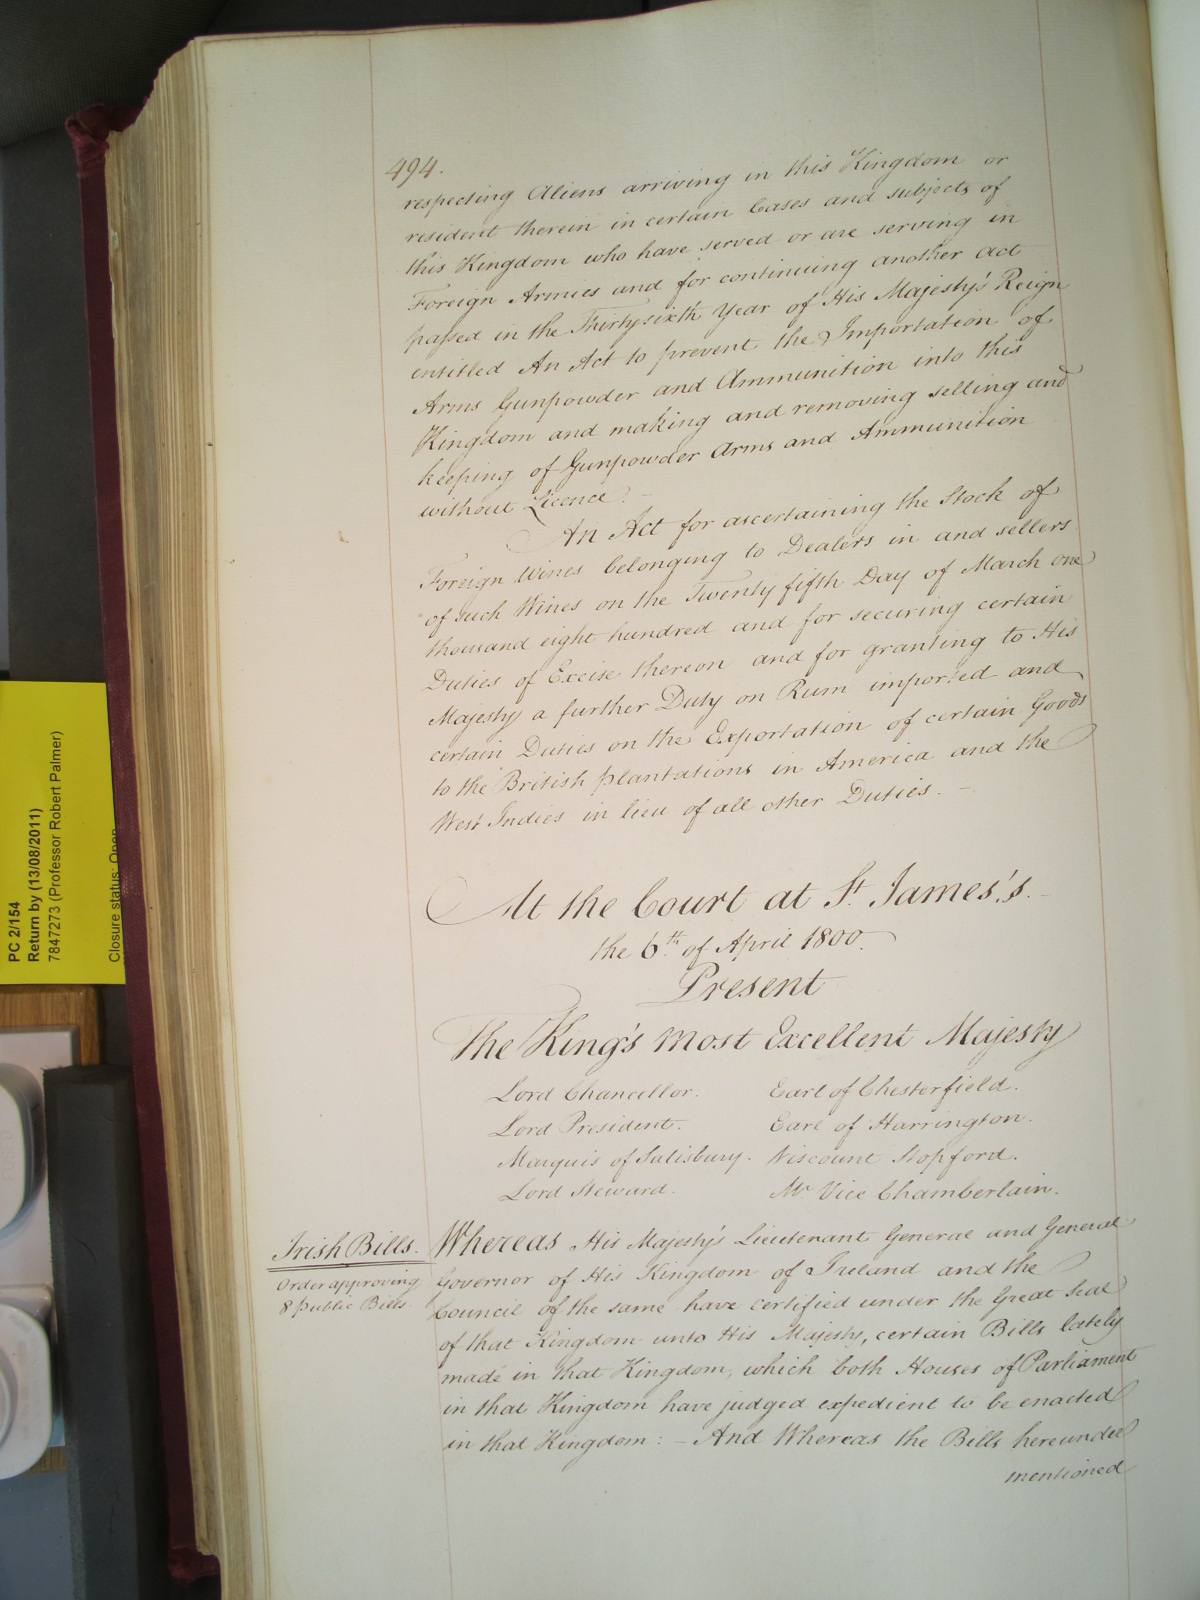 494.
respecting Aliens arriving in this Kingdom or
resident therein in certain Cases and subjects of
this Kingdom who have served or are serving in
Foreign Armies and for continuing another act
passed in the Thirtysixth Year of His Majesty's Reign
entitled An Act to prevent the Importation of
Arms Gunpowder and Ammunition into this
Kingdom and making and removing selling and
keeping of Gunpowder Arms and Ammunition
without Licence. -
An Act for ascertaining the Stock of
Foreign Wines belonging to Dealers in and sellers
of such Wines on the Twenty fifth Day of March one
thousand eight hundred and for securing certain
Duties of Excise thereon and for granting to His
Majesty a further Duty on Rum imported and
certain Duties on the Exportation of certain Goods
to the British plantations in America and the
West Indies in lieu of all other Duties. -
At the Court at St. James's. -
the 6th of April 1800.
Present
The King's most Excellent Majesty
Lord Chancellor. Earl of Chesterfield.
Lord President. Earl of Harrington.
Marquis of Salisbury. Viscount Stopford.
Lord Steward. Mr Vice Chamberlain.
Irish Bills.
Order approving
8 public Bills
Whereas His Majesty's Lieutenant General and General
Governor of His Kingdom of Ireland and the
Council of the same have certified under the Great Seal
of that Kingdom unto His Majesty, certain Bills lately
made in that Kingdom, which both Houses of Parliament
in that Kingdom have judged expedient to be enacted
in that Kingdom: - And Whereas the Bills hereunder
mentioned
PC 2/154
Return by (13/08/2011)
7847273 (Professor Robert Palmer)
Closure status: Open